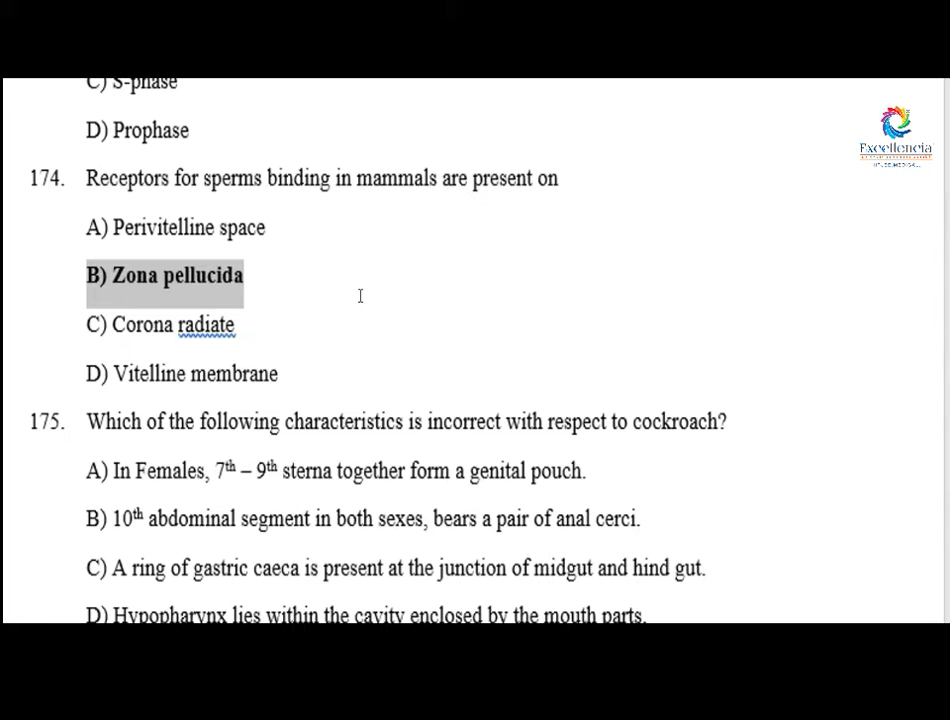 C) S-phase
D) Prophase
Excellencia
174. Receptors for sperms binding in mammals are present on
A) Perivitelline space
B) Zona pellucida
C) Corona radiate
D) Vitelline membrane
175. Which of the following characteristics is incorrect with respect to cockroach?
A) In Females, 7th – 9th sterna together form a genital pouch.
B) 10th abdominal segment in both sexes, bears a pair of anal cerci.
C) A ring of gastric caeca is present at the junction of midgut and hind gut.
D) Hypopharynx lies within the cavity enclosed by the mouth parts.